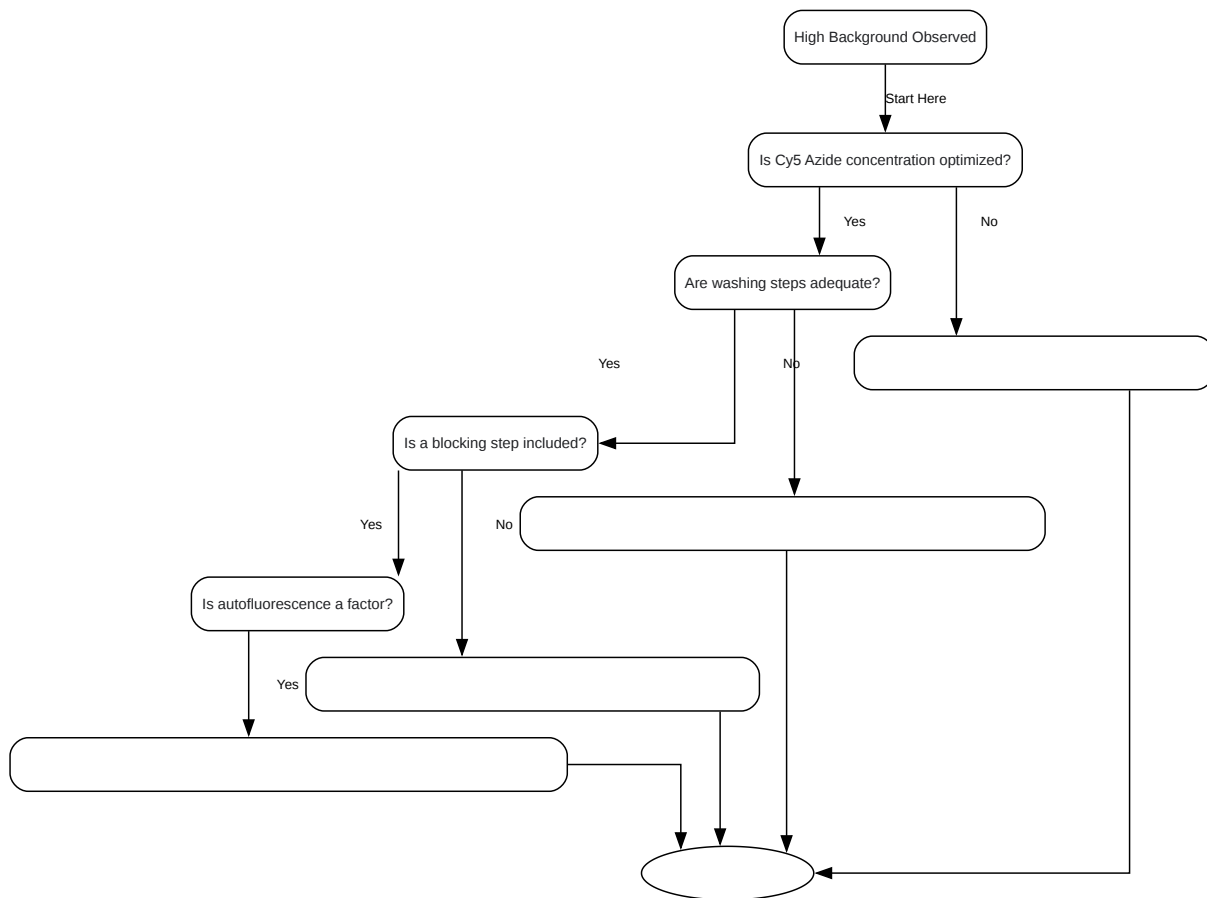 High Background Observed
Start Here
Is Cy5 Azide concentration optimized?
Yes
No
Are washing steps adequate?
Yes
No
Is a blocking step included?
Yes
No
Is autofluorescence a factor?
Yes